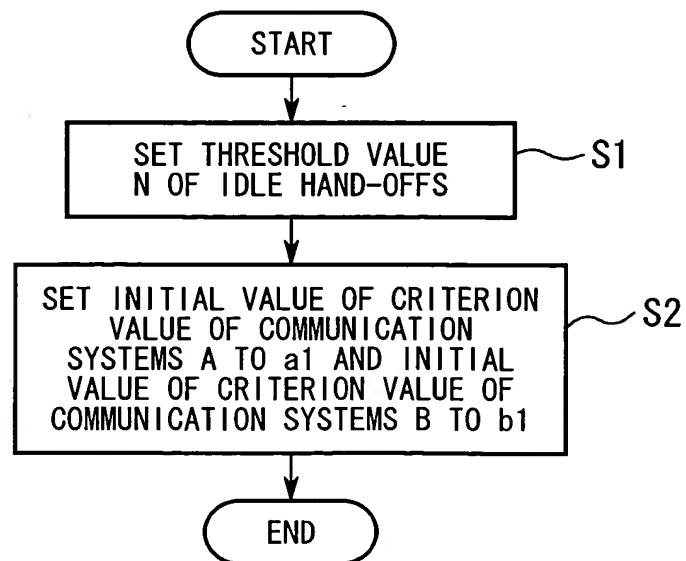 START
SET THRESHOLD VALUE
N OF IDLE HAND-OFFS
S1
SET INITIAL VALUE OF CRITERION
VALUE OF COMMUNICATION
SYSTEMS A TO a1 AND INITIAL
VALUE OF CRITERION VALUE OF
COMMUNICATION SYSTEMS B TO b1
S2
END